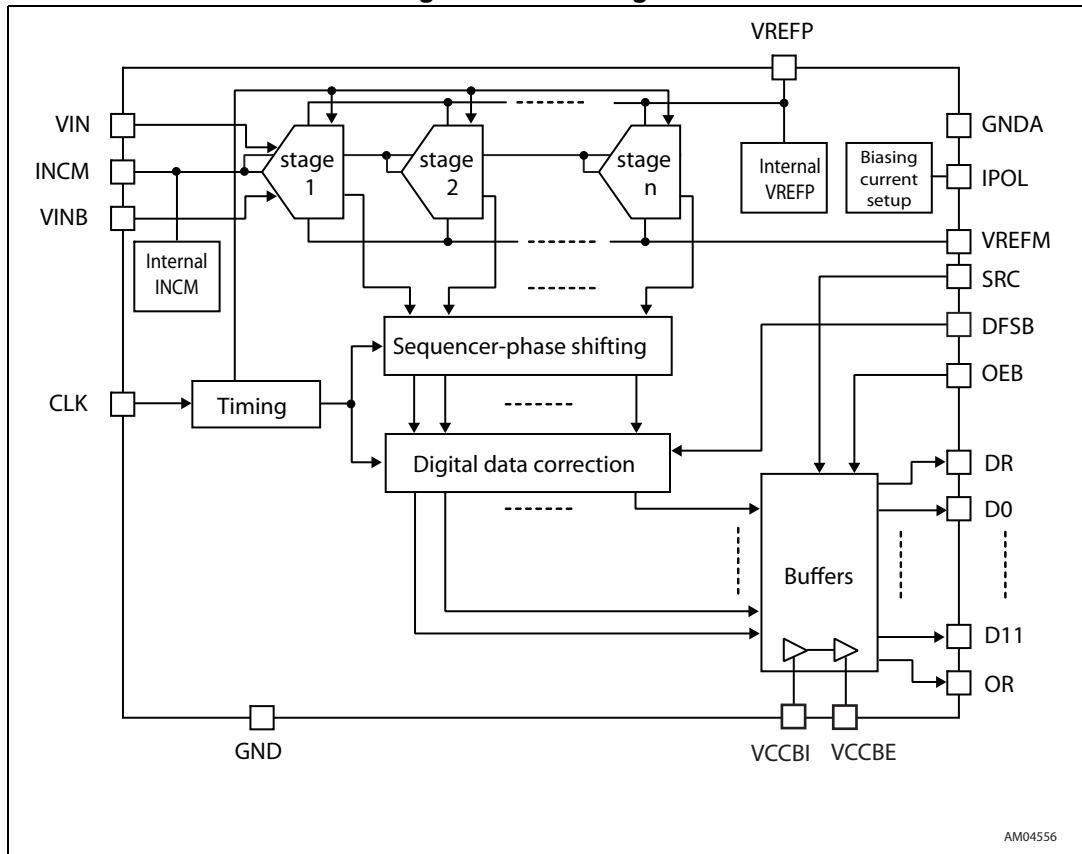 VREFP
VIN
INCM
VINB
CLK
stage
1
stage
2
stage
n
Internal
VREFP
Biasing
current
setup
Internal
INCM
GNDA
IPOL
VREFM
SRC
DFSB
OEB
DR
D0
D11
OR
Sequencer-phase shifting
Timing
Digital data correction
Buffers
GND
VCCBI
VCCBE
AM04556